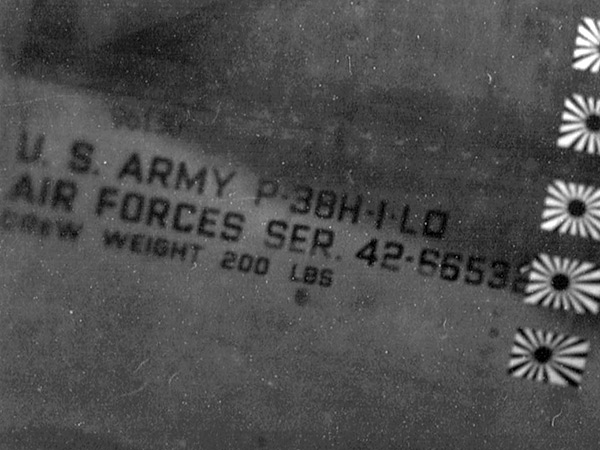 U. S. ARMY P-38H-1-LO
AIR FORCES SER. 42-66532
CREW WEIGHT 200 LBS